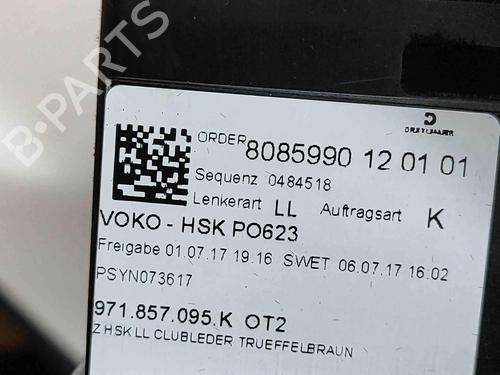 B-PARTS
DRÄXLMAIER
ORDER 8085990 12 01 01
Sequenz 0484518
Lenkerart LL Auftragsart K
VOKO - HSK PO623
Freigabe 01.07.17 19:16 SWET 06.07.17 16:02
PSYN073617
971.857.095.K OT2
Z HSK LL CLUBLEDER TRUEFFELBRAUN